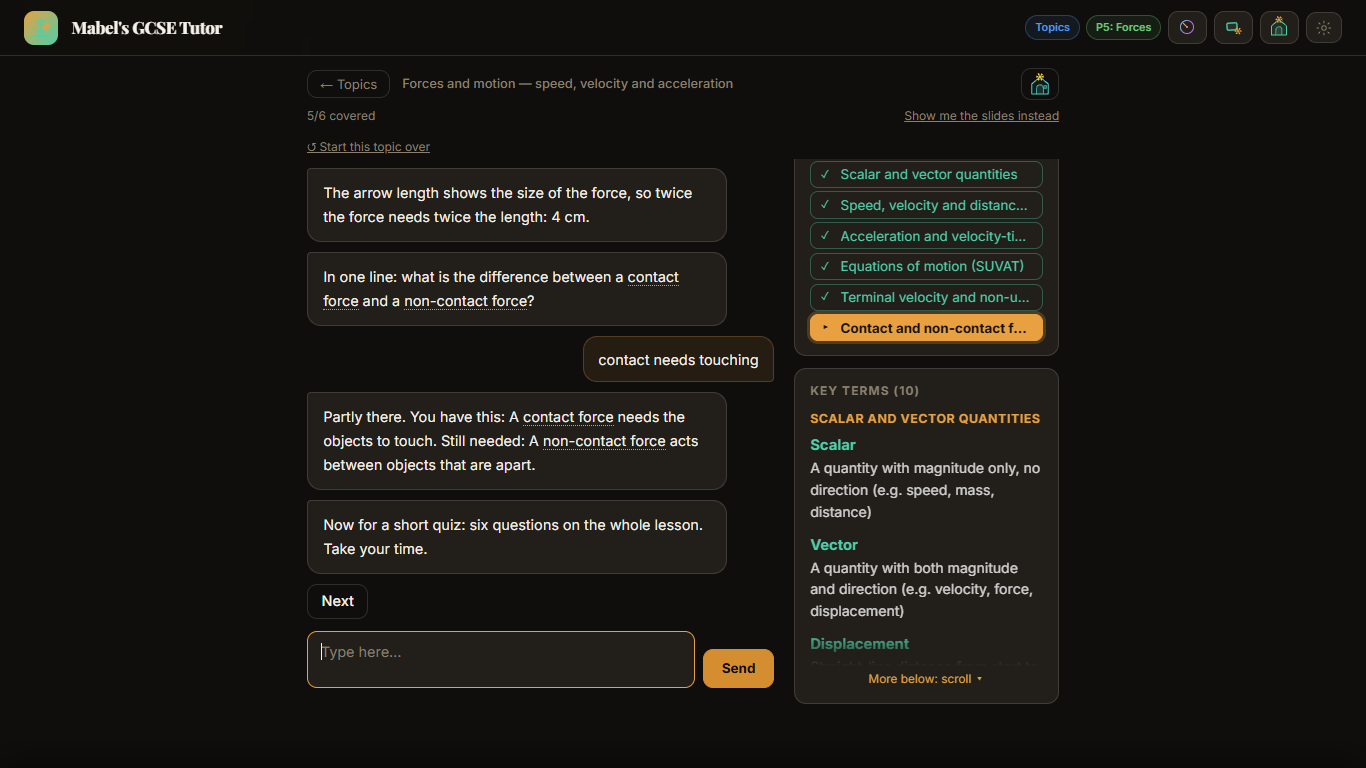 Mabel's GCSE Tutor
Topics
P5: Forces
← Topics
Forces and motion — speed, velocity and acceleration
5/6 covered
Show me the slides instead
↺ Start this topic over
The arrow length shows the size of the force, so twice
the force needs twice the length: 4 cm.
In one line: what is the difference between a contact
force and a non-contact force?
contact needs touching
Partly there. You have this: A contact force needs the
objects to touch. Still needed: A non-contact force acts
between objects that are apart.
Now for a short quiz: six questions on the whole lesson.
Take your time.
Next
Type here...
Send
✓ Scalar and vector quantities
✓ Speed, velocity and distanc...
✓ Acceleration and velocity-ti...
✓ Equations of motion (SUVAT)
✓ Terminal velocity and non-u...
▸ Contact and non-contact f...
KEY TERMS (10)
SCALAR AND VECTOR QUANTITIES
Scalar
A quantity with magnitude only, no
direction (e.g. speed, mass,
distance)
Vector
A quantity with both magnitude
and direction (e.g. velocity, force,
displacement)
Displacement
More below: scroll ▾